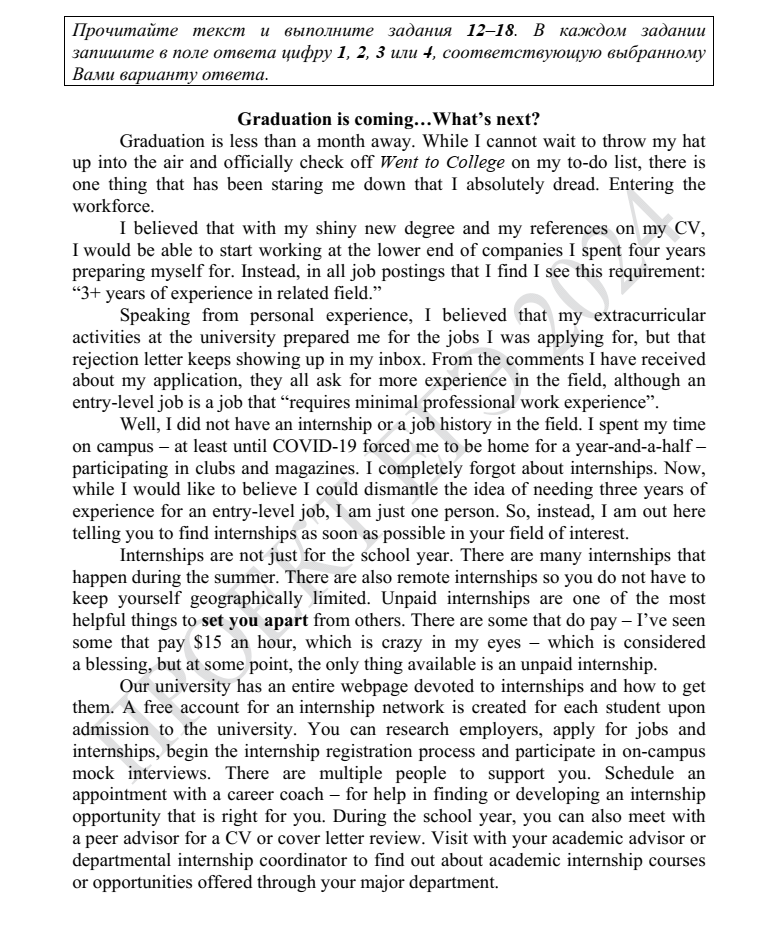 Прочитайте текст и выполните задания 12–18. В каждом задании
запишите в поле ответа цифру 1, 2, 3 или 4, соответствующую выбранному
Вами варианту ответа.
Graduation is coming…What’s next?
Graduation is less than a month away. While I cannot wait to throw my hat
up into the air and officially check off Went to College on my to-do list, there is
one thing that has been staring me down that I absolutely dread. Entering the
workforce.
I believed that with my shiny new degree and my references on my CV,
I would be able to start working at the lower end of companies I spent four years
preparing myself for. Instead, in all job postings that I find I see this requirement:
“3+ years of experience in related field.”
Speaking from personal experience, I believed that my extracurricular
activities at the university prepared me for the jobs I was applying for, but that
rejection letter keeps showing up in my inbox. From the comments I have received
about my application, they all ask for more experience in the field, although an
entry-level job is a job that “requires minimal professional work experience”.
Well, I did not have an internship or a job history in the field. I spent my time
on campus – at least until COVID-19 forced me to be home for a year-and-a-half –
participating in clubs and magazines. I completely forgot about internships. Now,
while I would like to believe I could dismantle the idea of needing three years of
experience for an entry-level job, I am just one person. So, instead, I am out here
telling you to find internships as soon as possible in your field of interest.
Internships are not just for the school year. There are many internships that
happen during the summer. There are also remote internships so you do not have to
keep yourself geographically limited. Unpaid internships are one of the most
helpful things to set you apart from others. There are some that do pay – I’ve seen
some that pay $15 an hour, which is crazy in my eyes – which is considered
a blessing, but at some point, the only thing available is an unpaid internship.
Our university has an entire webpage devoted to internships and how to get
them. A free account for an internship network is created for each student upon
admission to the university. You can research employers, apply for jobs and
internships, begin the internship registration process and participate in on-campus
mock interviews. There are multiple people to support you. Schedule an
appointment with a career coach – for help in finding or developing an internship
opportunity that is right for you. During the school year, you can also meet with
a peer advisor for a CV or cover letter review. Visit with your academic advisor or
departmental internship coordinator to find out about academic internship courses
or opportunities offered through your major department.
ПРОЕКТ ЕГЭ 2024